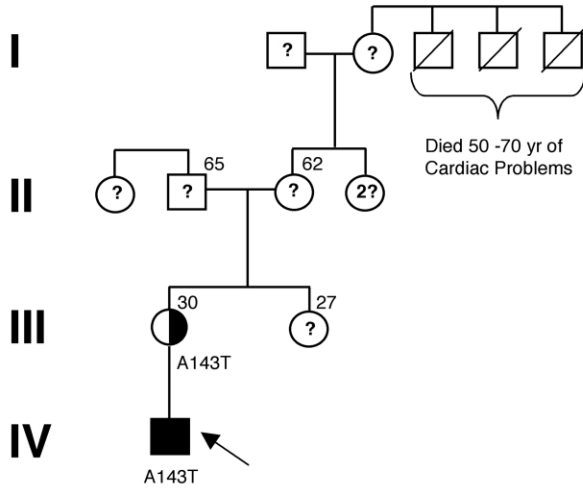 I
?
?
Died 50 -70 yr of
Cardiac Problems
65
62
II
?
?
?
2?
30
27
III
?
A143T
IV
A143T